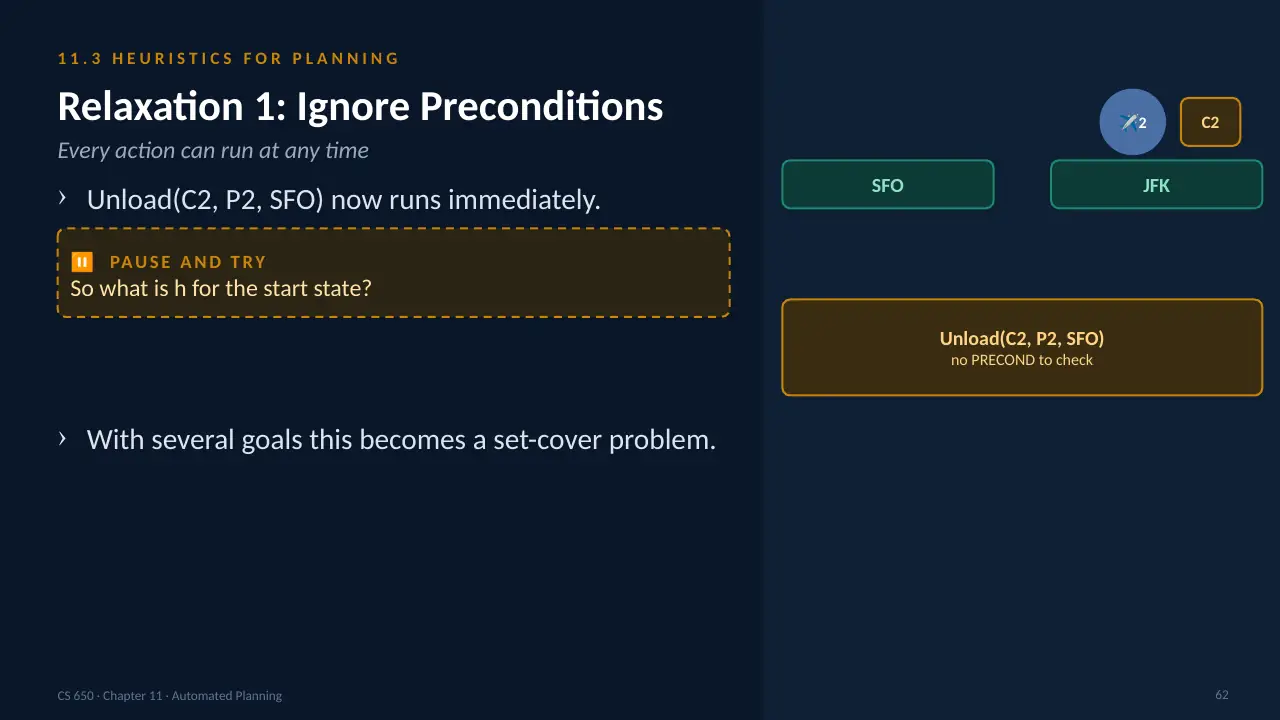 11.3 HEURISTICS FOR PLANNING
Relaxation 1: Ignore Preconditions
Every action can run at any time
› Unload(C2, P2, SFO) now runs immediately.
⏸️ PAUSE AND TRY
So what is h for the start state?
› With several goals this becomes a set-cover problem.
✈️2
C2
SFO
JFK
Unload(C2, P2, SFO)
no PRECOND to check
CS 650 · Chapter 11 · Automated Planning
62